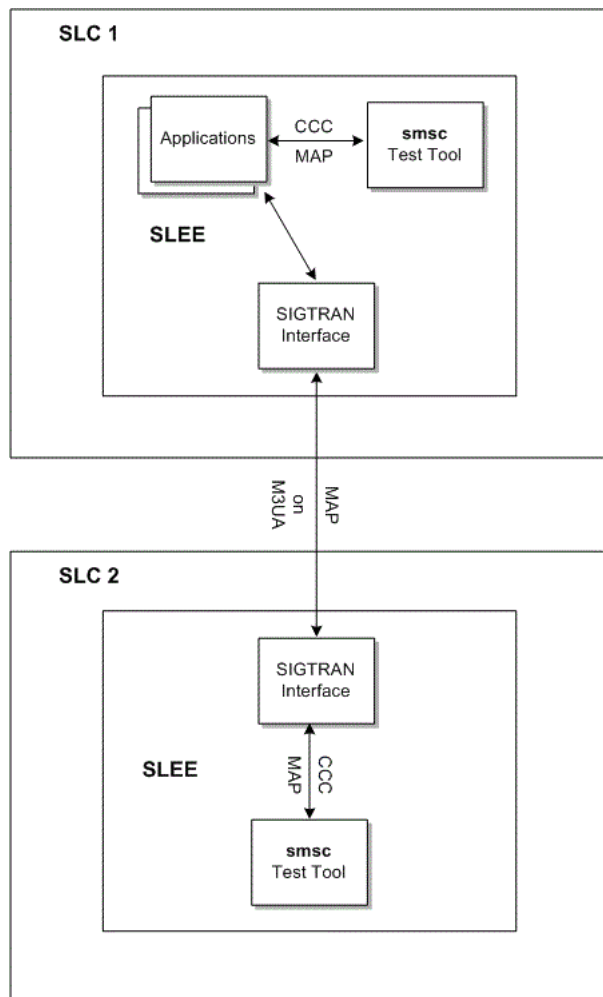 SLC 1
Applications
CCC
MAP
smsc
Test Tool
SLEE
SIGTRAN
Interface
MAP
on
M3UA
SLC 2
SIGTRAN
Interface
SLEE
CCC
MAP
smsc
Test Tool